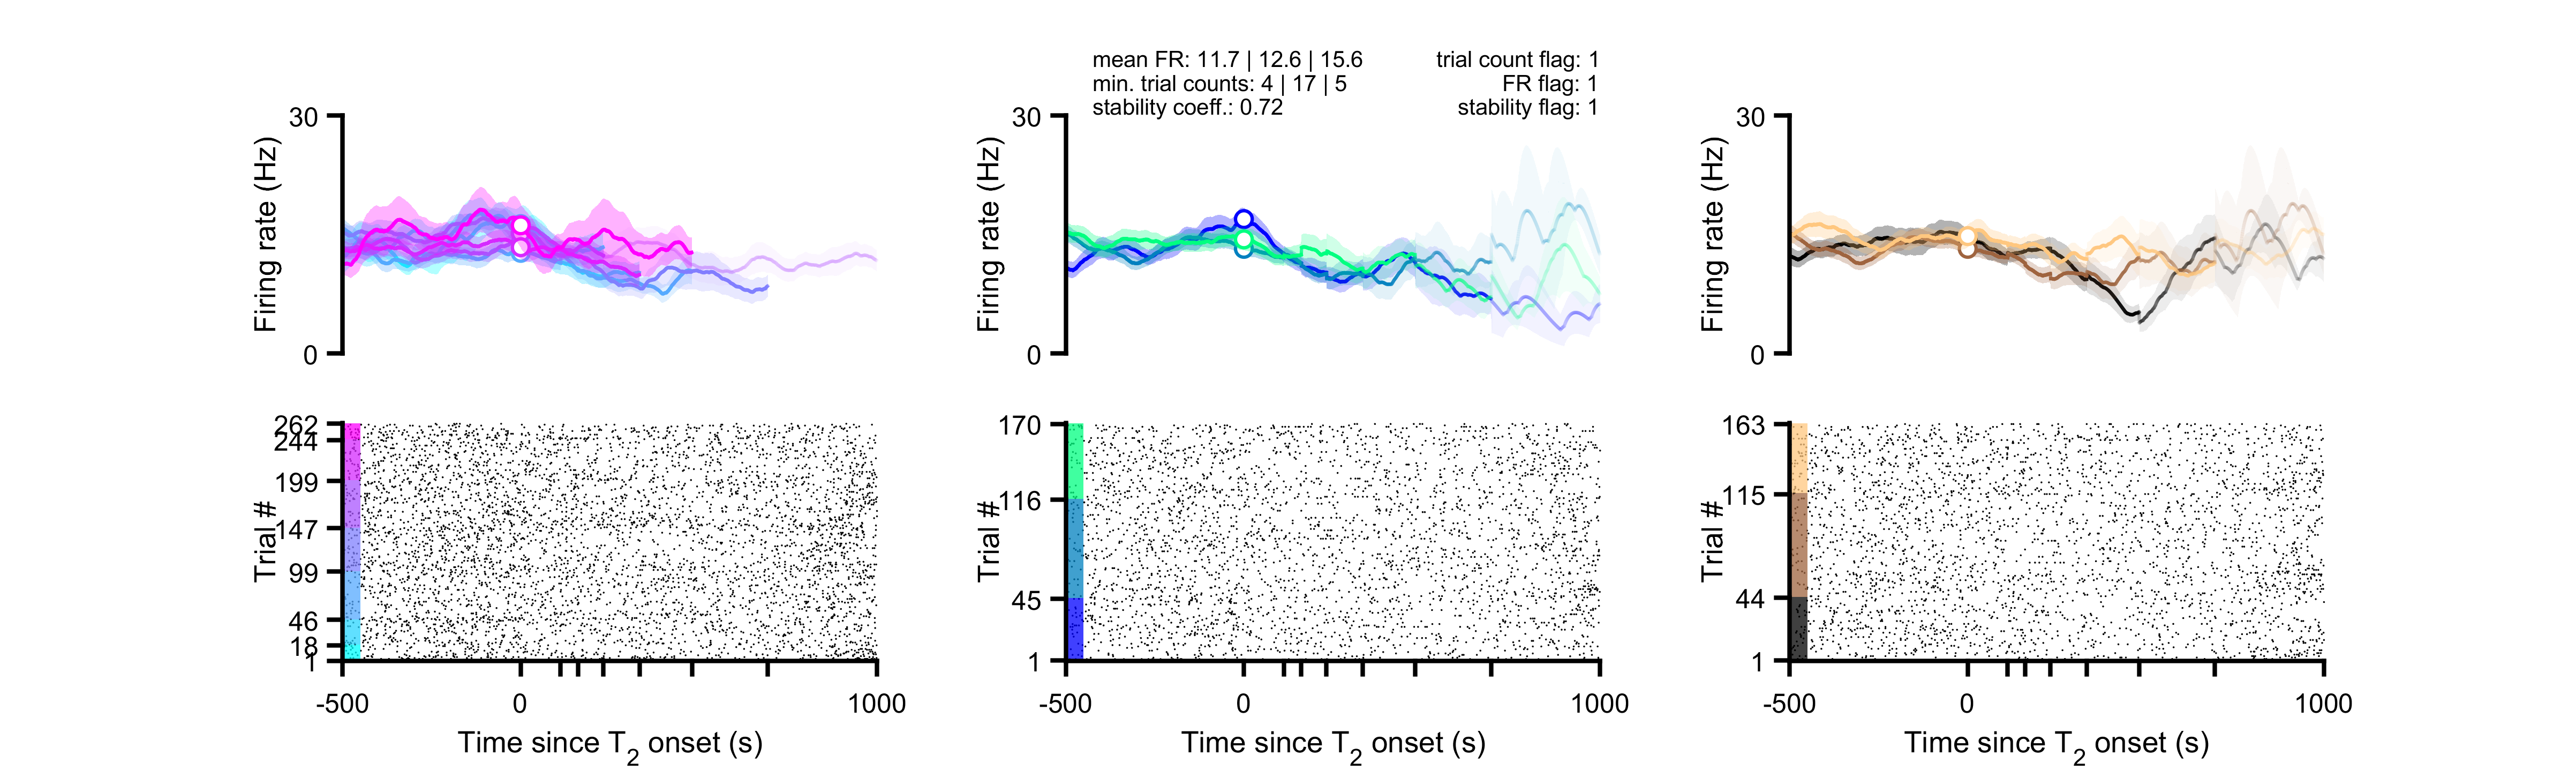 mean FR: 11.7 | 12.6 | 15.6
min. trial counts: 4 | 17 | 5
stability coeff.: 0.72
trial count flag: 1
FR flag: 1
stability flag: 1
Firing rate (Hz)
30
0
Firing rate (Hz)
30
0
Firing rate (Hz)
30
0
Trial #
262
244
199
147
99
46
18
1
-500
0
1000
Time since T2 onset (s)
Trial #
170
116
45
1
-500
0
1000
Time since T2 onset (s)
Trial #
163
115
44
1
-500
0
1000
Time since T2 onset (s)